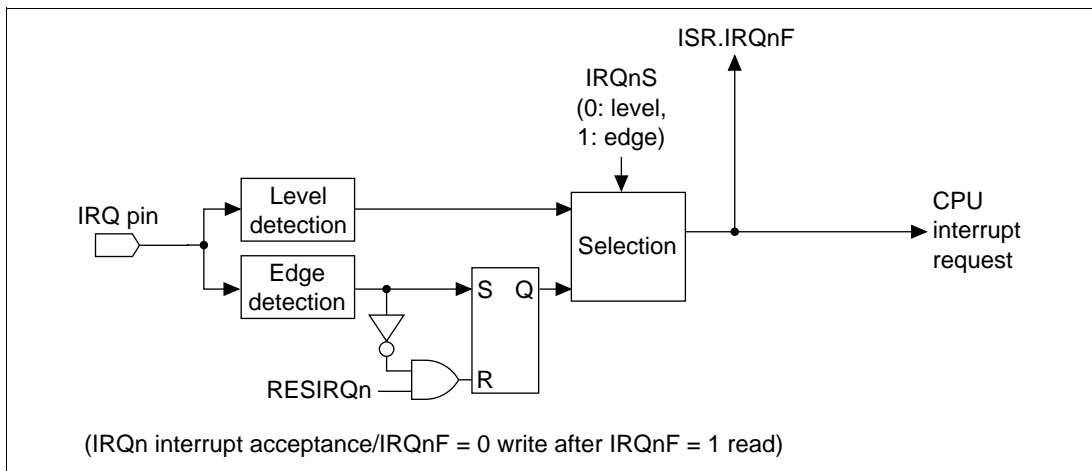 ISR.IRQnF
IRQnS
(0: level,
1: edge)
Level
detection
IRQ pin
CPU
interrupt
request
Selection
Edge
detection
S Q
R
RESIRQn
(IRQn interrupt acceptance/IRQnF = 0 write after IRQnF = 1 read)